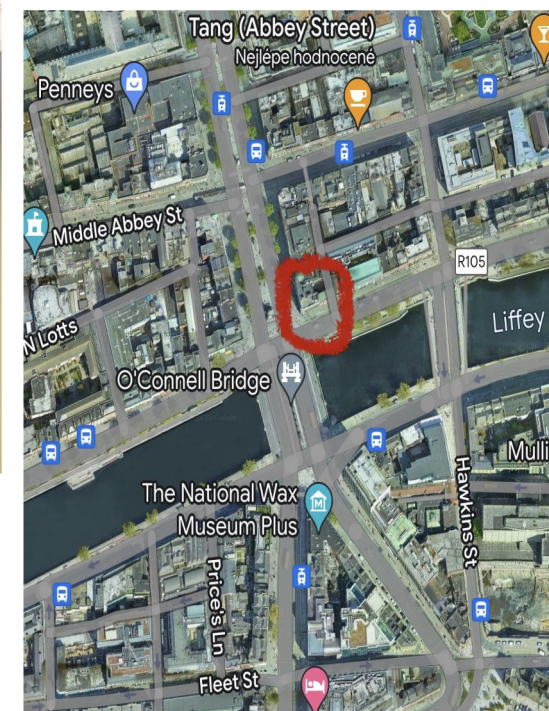 Tang (Abbey Street)
Nejlépe hodnocené
Penneys
Middle Abbey St
R105
N Lotts
Liffey
O'Connell Bridge
Mulli
The National Wax
Museum Plus
Hawkins St
Price's Ln
Fleet St